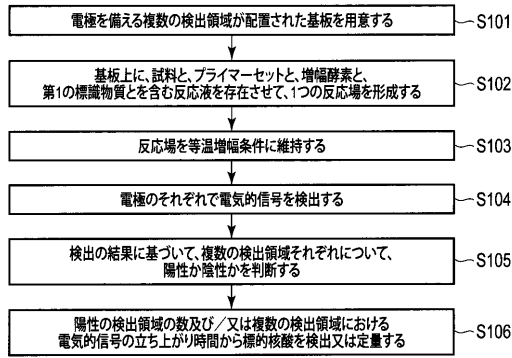 電極を備える複数の検出領域が配置された基板を用意する
S101
基板上に、試料と、プライマーセットと、増幅酵素と、
第1の標識物質とを含む反応液を存在させて、1つの反応場を形成する
S102
反応場を等温増幅条件に維持する
S103
電極のそれぞれで電気的信号を検出する
S104
検出の結果に基づいて、複数の検出領域それぞれについて、
陽性か陰性かを判断する
S105
陽性の検出領域の数及び/又は複数の検出領域における
電気的信号の立ち上がり時間から標的核酸を検出又は定量する
S106